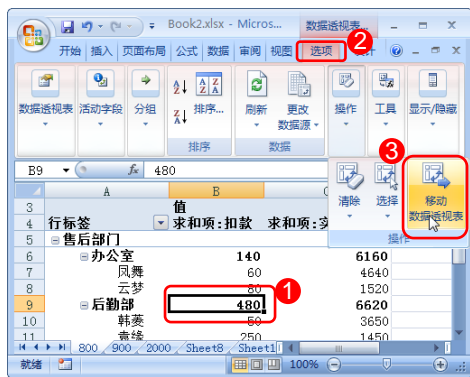 Book2.xlsx - Micros...
数据透视表...
开始 插入 页面布局 公式 数据 审阅 视图 选项
2
数据透视表 活动字段 分组 排序... 刷新 更改 数据源 操作 工具 显示/隐藏
排序 数据
3
B9 fx 480
清除 选择 移动 数据透视表
操作
A B
3 值
4 行标签 求和项:扣款 求和项:
5 售后部门
6 办公室 140 6160
7 凤舞 60 4640
8 云梦 80 1520
1
9 后勤部 480 6620
10 韩菱 50 3650
11 250 1450
800 900 2000 Sheet8 Sheet1
就绪 100%